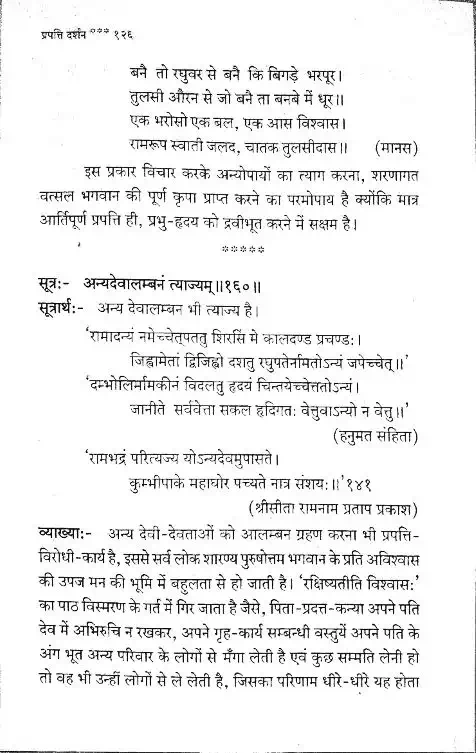 प्रपत्ति दर्शन *** १२६
बनै तो रघुवर से बनै कि बिगड़े भरपूर।
तुलसी औरन से जो बनै ता बनबे में धूर॥
एक भरोसो एक बल, एक आस विश्वास।
रामरूप स्वाती जलद, चातक तुलसीदास॥ (मानस)
इस प्रकार विचार करके अन्योपायों का त्याग करना, शरणागत
वत्सल भगवान की पूर्ण कृपा प्राप्त करने का परमोपाय है क्योंकि मात्र
आर्तिपूर्ण प्रपत्ति ही, प्रभु-हृदय को द्रवीभूत करने में सक्षम है।
*****
सूत्र:- अन्यदेवालम्बनं त्याज्यम्॥१६०॥
सूत्रार्थ:- अन्य देवालम्बन भी त्याज्य है।
‘रामादन्यं नमेच्चेत्पततु शिरसि मे कालदण्ड प्रचण्ड:।
जिह्वामेतां द्विजिह्वो दशतु रघुपतेर्नामतोऽन्यं जपेच्चेत्॥’
‘दम्भोलिर्मामकीनं विदलतु हृदयं चिन्तयेच्चेत्ततोऽन्यं।
जानीते सर्ववेत्ता सकल हृदिगत: वेत्तुवाऽन्यो न वेत्तु॥’
(हनुमत संहिता)
‘रामभद्रं परित्यज्य योऽन्यदेवमुपासते।
कुम्भीपाके महाघोर पच्यते नात्र संशय:॥’१४१
(श्रीसीता रामनाम प्रताप प्रकाश)
व्याख्या:- अन्य देवी-देवताओं को आलम्बन ग्रहण करना भी प्रपत्ति-
विरोधी-कार्य है, इससे सर्व लोक शारण्य पुरुषोत्तम भगवान के प्रति अविश्वास
की उपज मन की भूमि में बहुलता से हो जाती है। ‘रक्षिष्यतीति विश्वास:’
का पाठ विस्मरण के गर्त में गिर जाता है जैसे, पिता-प्रदत्त-कन्या अपने पति
देव में अभिरुचि न रखकर, अपने गृह-कार्य सम्बन्धी वस्तुयें अपने पति के
अंग भूत अन्य परिवार के लोगों से मँगा लेती है एवं कुछ सम्मति लेनी हो
तो वह भी उन्हीं लोगों से ले लेती है, जिसका परिणाम धीरे-धीरे यह होता